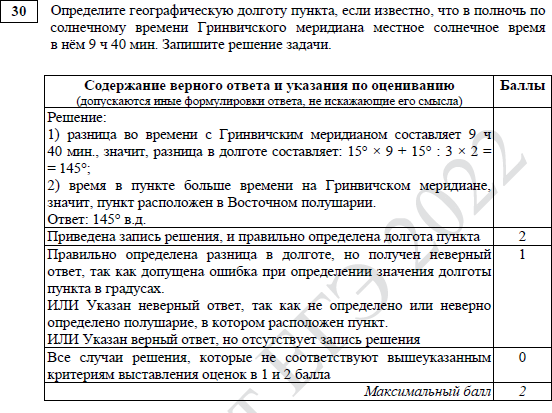 30
Определите географическую долготу пункта, если известно, что в полночь по
солнечному времени Гринвичского меридиана местное солнечное время
в нём 9 ч 40 мин. Запишите решение задачи.
Содержание верного ответа и указания по оцениванию
(допускаются иные формулировки ответа, не искажающие его смысла)
Баллы
Решение:
1) разница во времени с Гринвичским меридианом составляет 9 ч
40 мин., значит, разница в долготе составляет: 15° × 9 + 15° : 3 × 2 =
= 145°;
2) время в пункте больше времени на Гринвичском меридиане,
значит, пункт расположен в Восточном полушарии.
Ответ: 145° в.д.
Приведена запись решения, и правильно определена долгота пункта
2
Правильно определена разница в долготе, но получен неверный
1
ответ, так как допущена ошибка при определении значения долготы
пункта в градусах.
ИЛИ Указан неверный ответ, так как не определено или неверно
определено полушарие, в котором расположен пункт.
ИЛИ Указан верный ответ, но отсутствует запись решения
Все случаи решения, которые не соответствуют вышеуказанным
0
критериям выставления оценок в 1 и 2 балла
Максимальный балл
2
ЕГЭ 2022